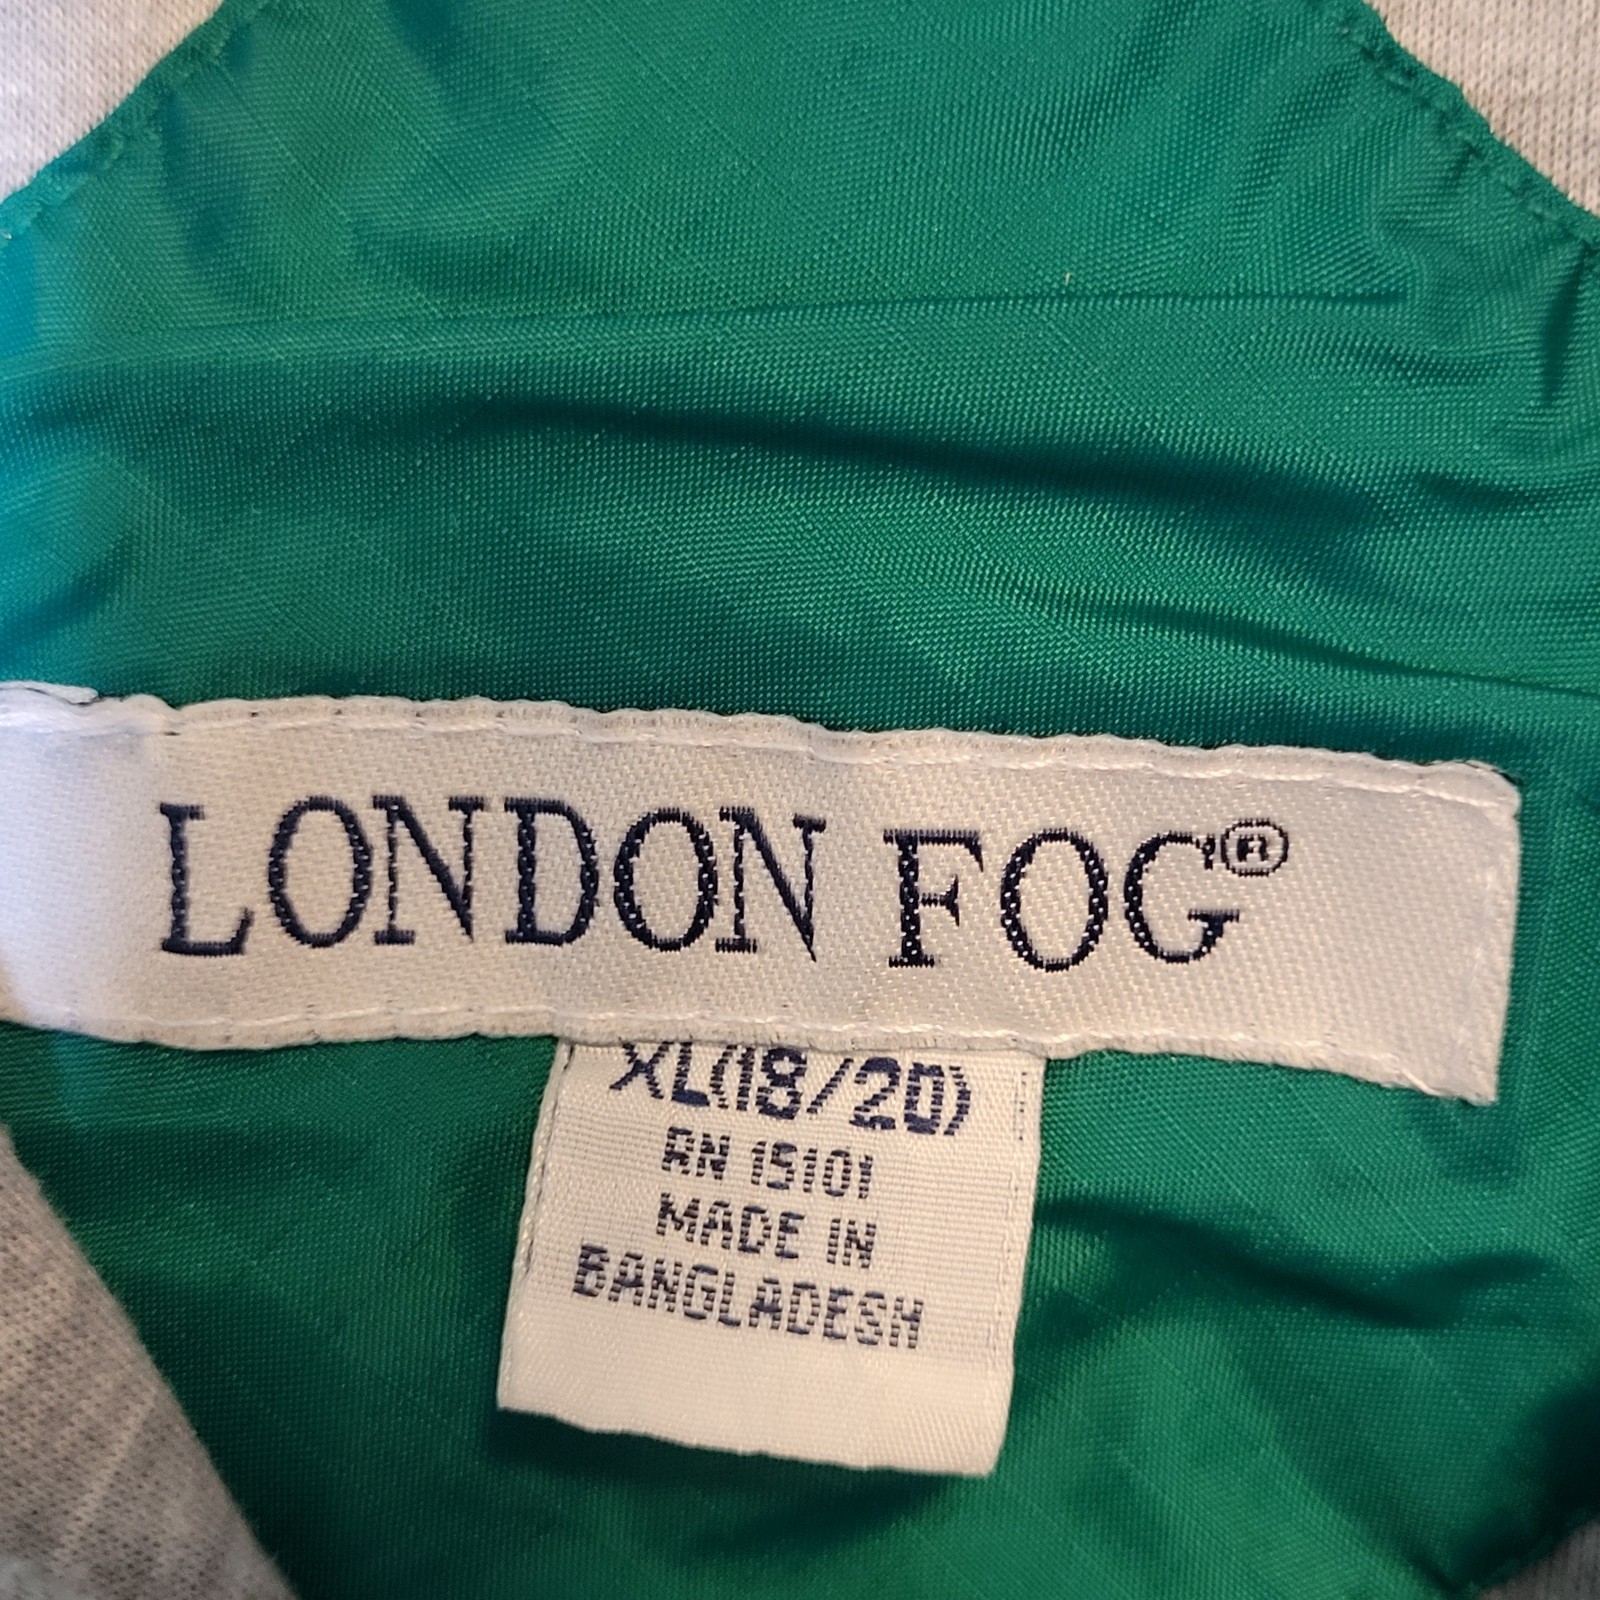 LONDON FOG®
XL(18/20)
RN 15101
MADE IN
BANGLADESH